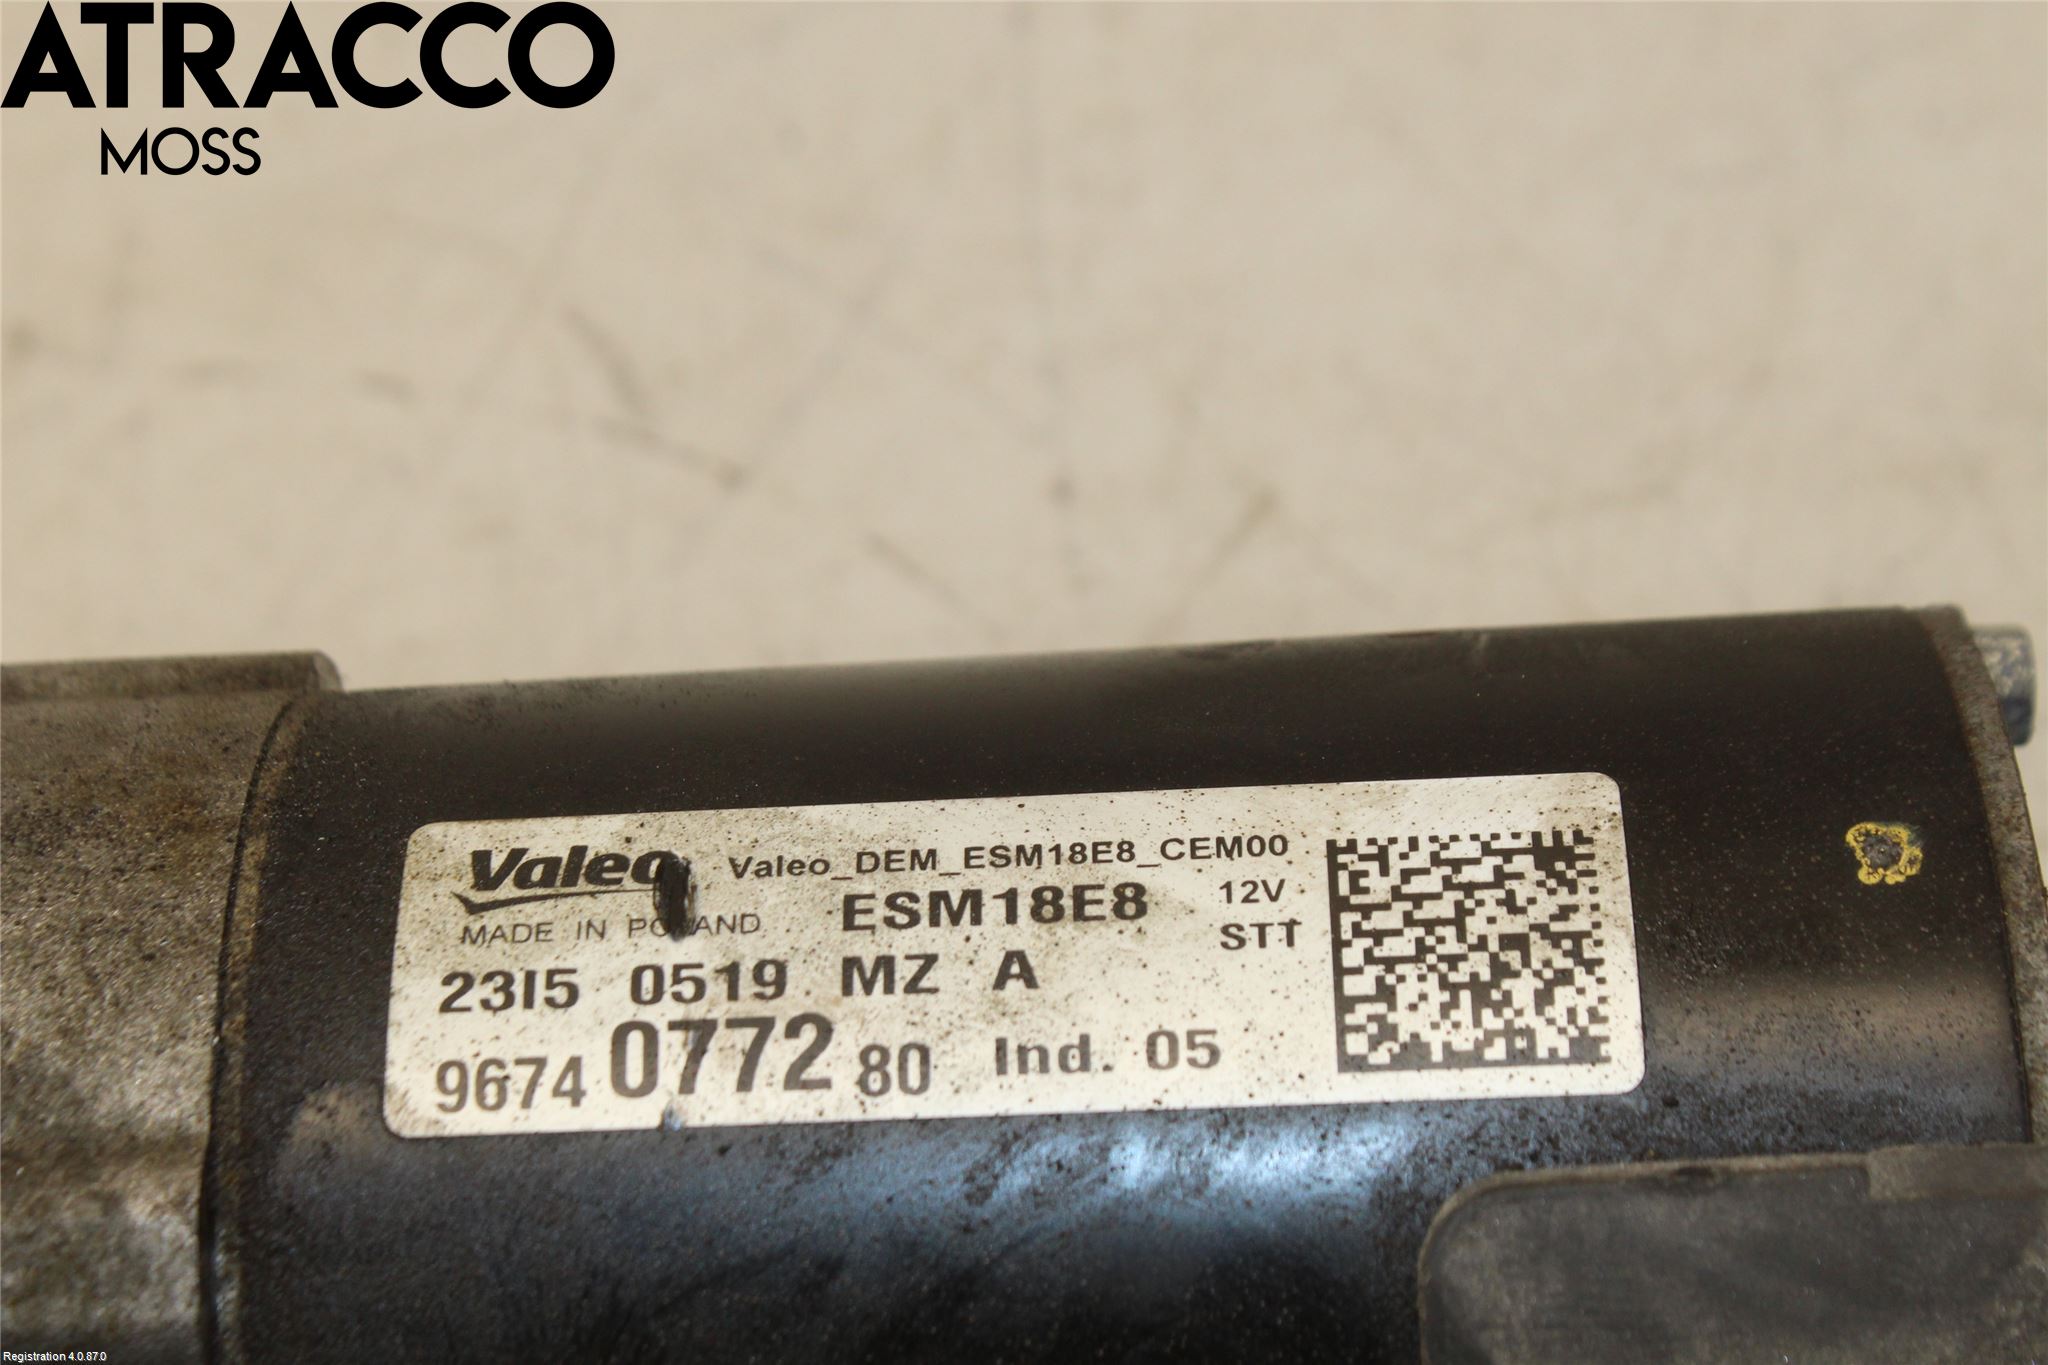 ATRACCO
MOSS
Valeo Valeo_DEM_ESM18E8_CEM00
MADE IN POLAND ESM18E8 12V
STT
23I5 0519 MZ A
9674 0772 80 Ind. 05
Registration 4.0.87.0